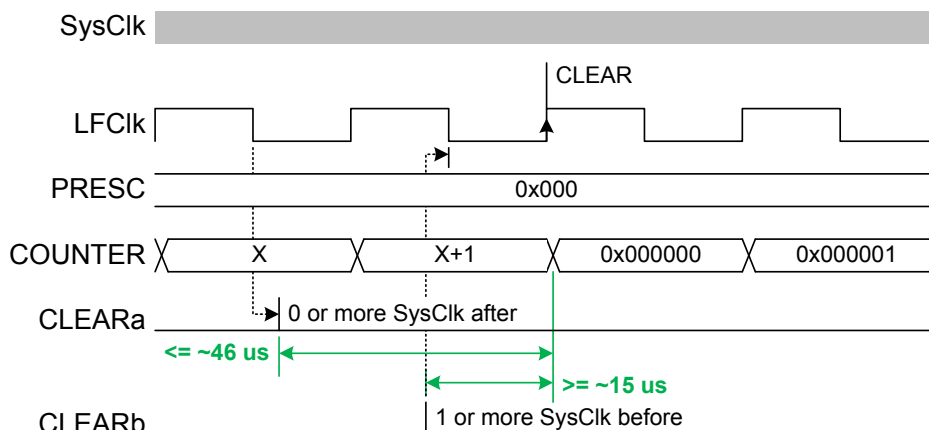 SysClk
CLEAR
LFClk
PRESC
0x000
COUNTER
X
X+1
0x000000
0x000001
CLEARa
0 or more SysClk after
<= ~46 us
>= ~15 us
CLEARb
1 or more SysClk before